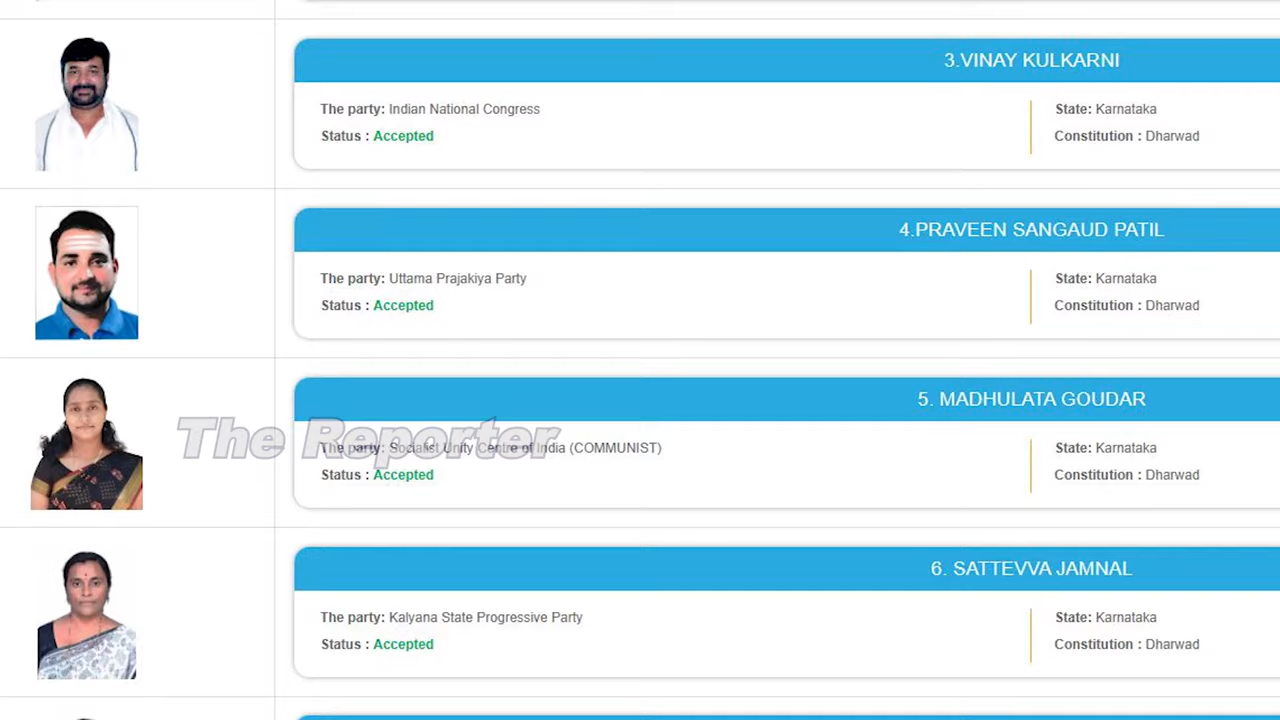 3.VINAY KULKARNI
The party: Indian National Congress
State: Karnataka
Status : Accepted
Constitution : Dharwad
4.PRAVEEN SANGAUD PATIL
The party: Uttama Prajakiya Party
State: Karnataka
Status : Accepted
Constitution : Dharwad
5. MADHULATA GOUDAR
The Reporter
The party: Socialist Unity Centre of India (COMMUNIST)
State: Karnataka
Status : Accepted
Constitution : Dharwad
6. SATTEVVA JAMNAL
The party: Kalyana State Progressive Party
State: Karnataka
Status : Accepted
Constitution : Dharwad